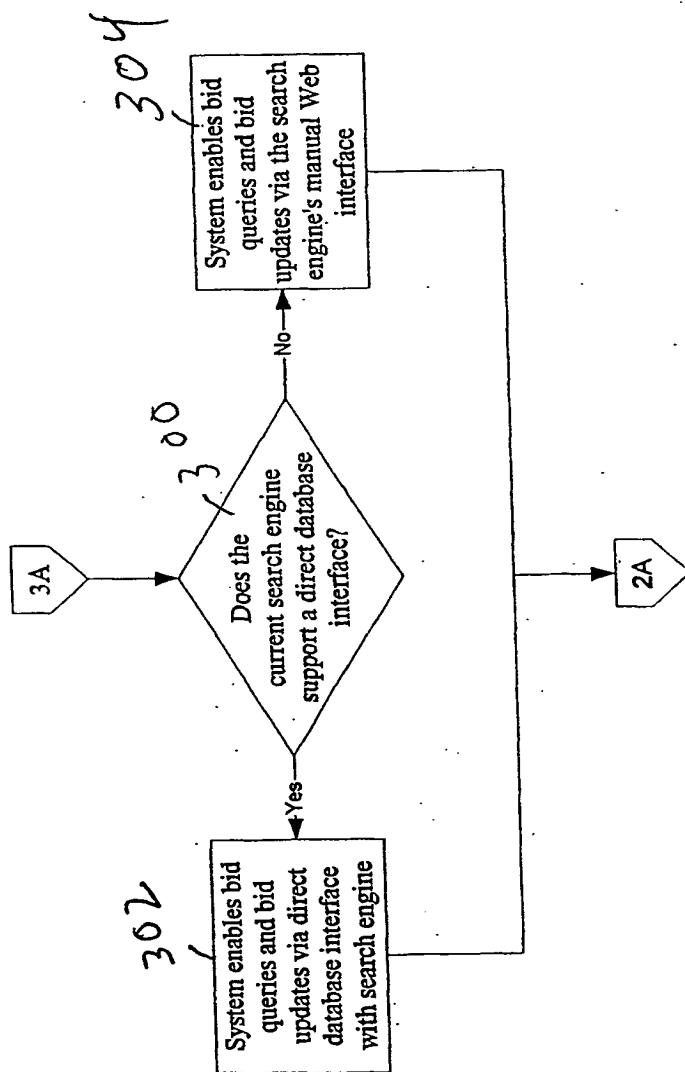 3A
300
Does the
current search engine
support a direct database
interface?
Yes
No
302
System enables bid
queries and bid
updates via direct
database interface
with search engine
304
System enables bid
queries and bid
updates via the search
engine's manual Web
interface
2A